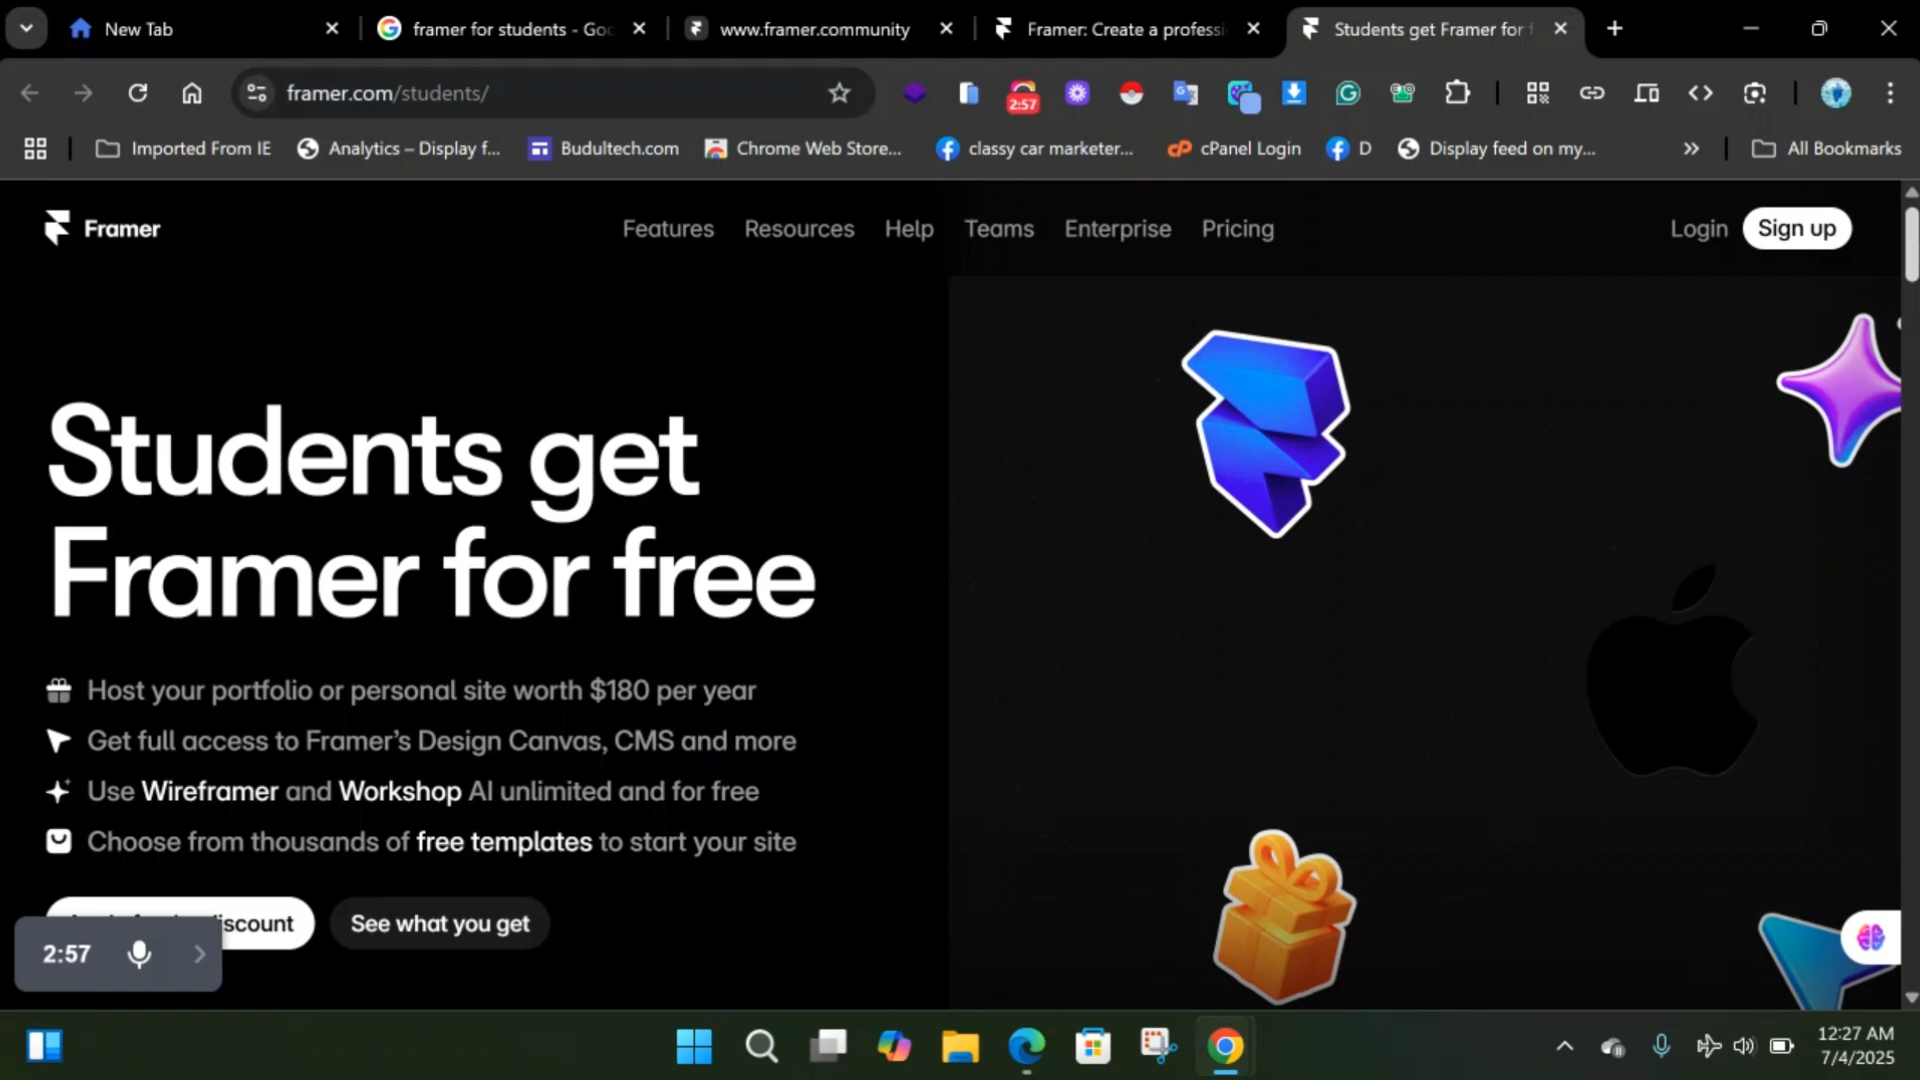 New Tab
framer for students - Goo
www.framer.community
Framer: Create a professi
Students get Framer for f
framer.com/students/
2:57
Imported From IE
Analytics – Display f...
Budultech.com
Chrome Web Store...
classy car marketer...
cPanel Login
D
Display feed on my...
All Bookmarks
Framer
Features
Resources
Help
Teams
Enterprise
Pricing
Login
Sign up
Students get
Framer for free
Host your portfolio or personal site worth $180 per year
Get full access to Framer's Design Canvas, CMS and more
Use Wireframer and Workshop AI unlimited and for free
Choose from thousands of free templates to start your site
See what you get
2:57
12:27 AM
7/4/2025